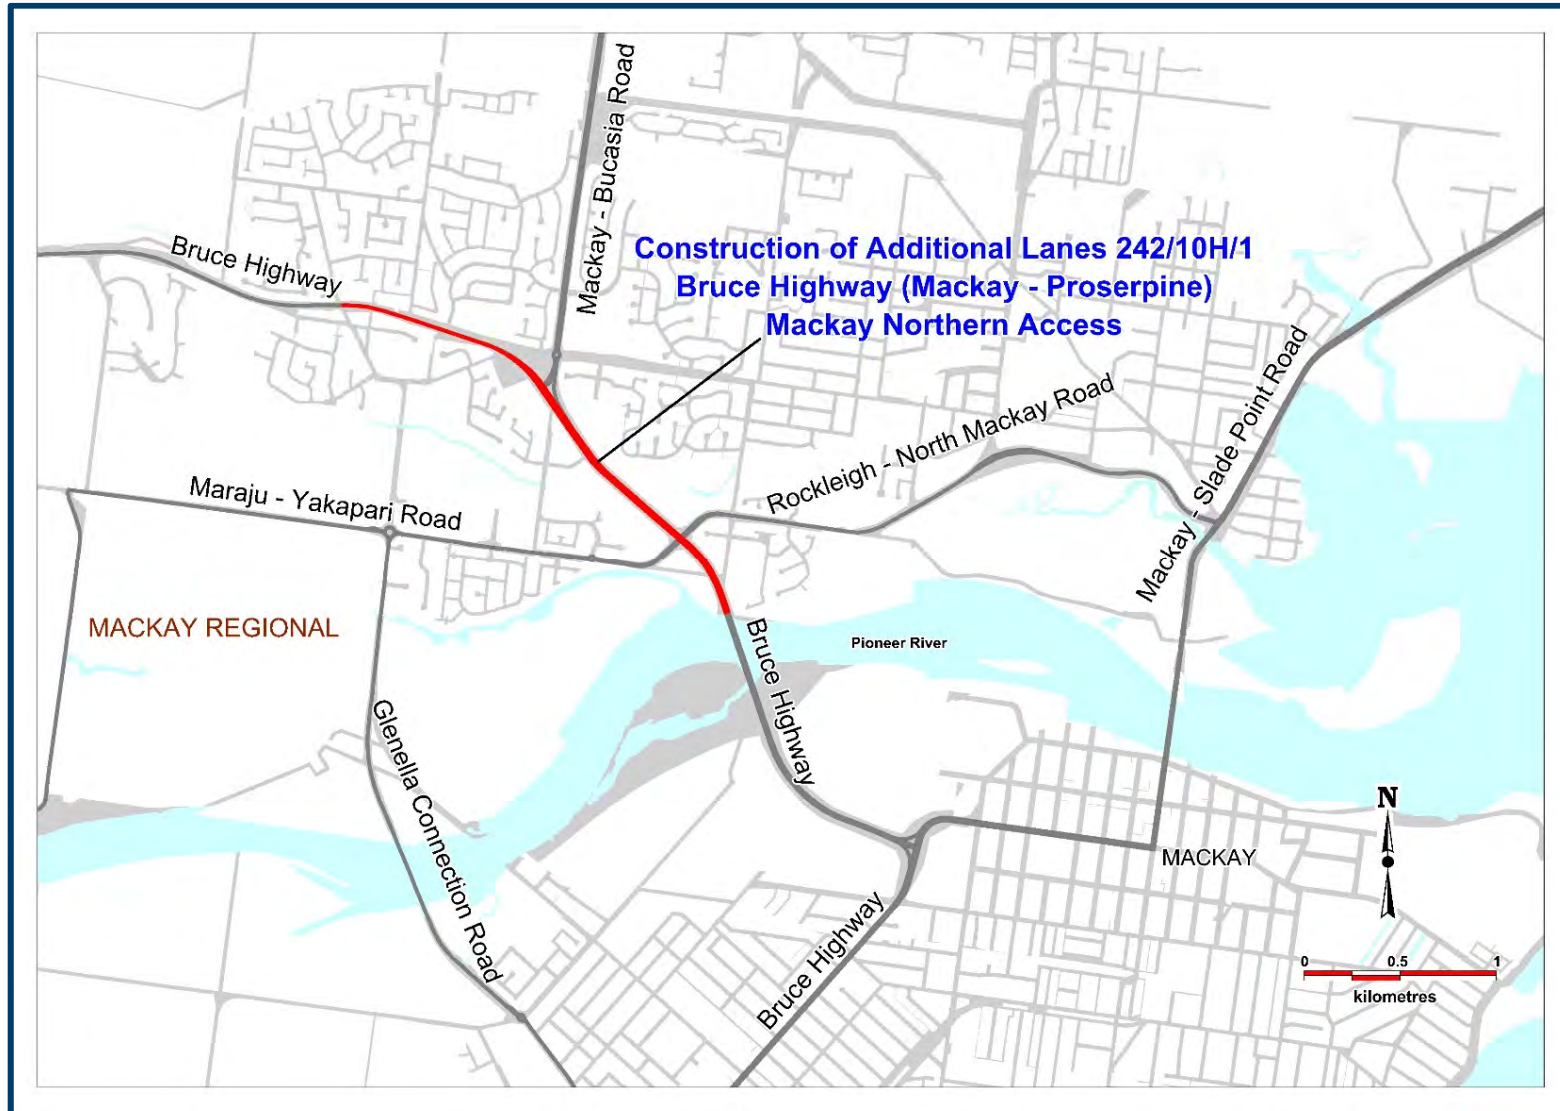 Mackay - Bucasia Road
Bruce Highway
Construction of Additional Lanes 242/10H/1
Bruce Highway (Mackay - Proserpine)
Mackay Northern Access
Mackay - Slade Point Road
Rockleigh - North Mackay Road
Maraju - Yakapari Road
MACKAY REGIONAL
Bruce Highway
Pioneer River
Glenella Connection Road
N
MACKAY
Bruce Highway
0 0.5 1
kilometres